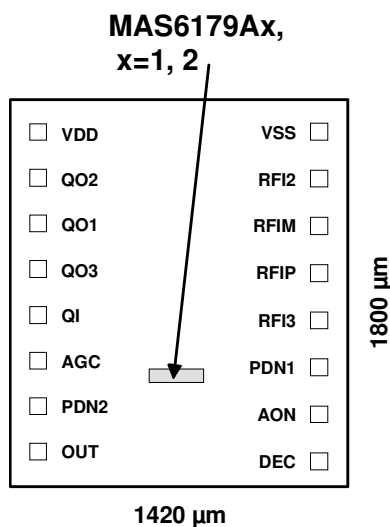 MAS6179Ax,
x=1, 2
VDD
VSS
QO2
RFI2
QO1
RFIM
QO3
RFIP
QI
RFI3
AGC
PDN1
PDN2
AON
OUT
DEC
1800 µm
1420 µm